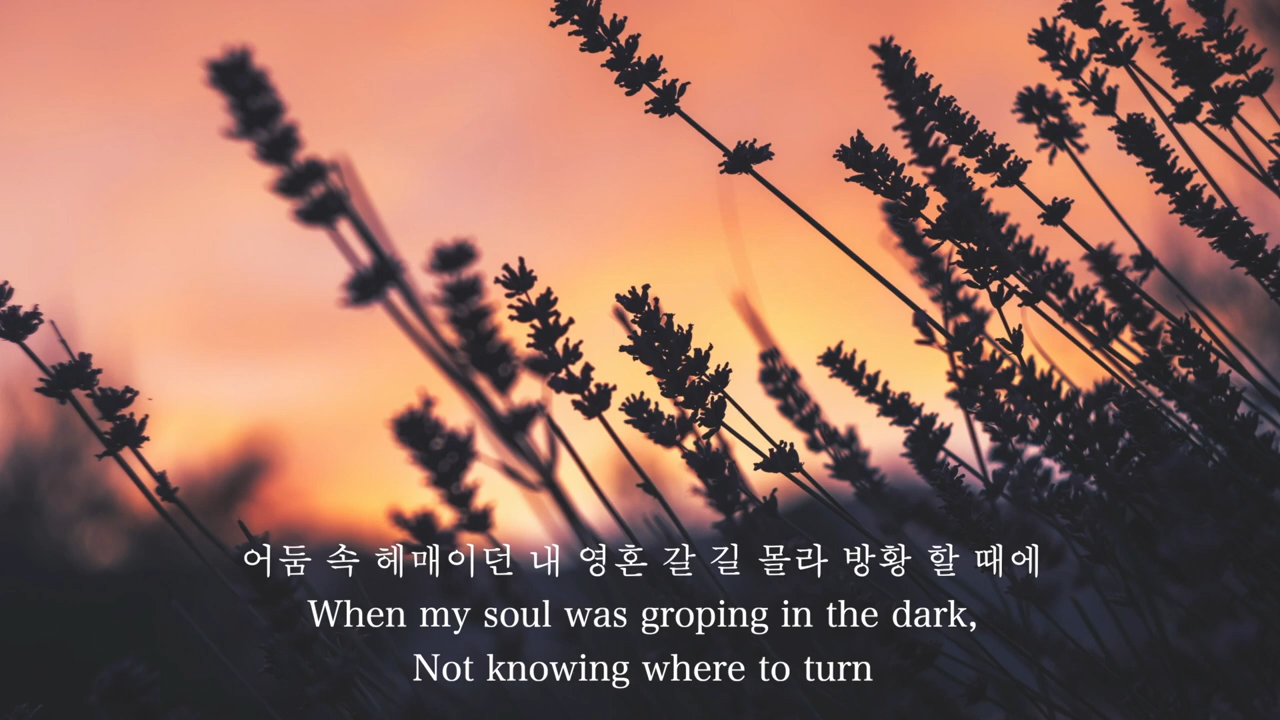 어둠 속 헤매이던 내 영혼 갈 길 몰라 방황 할 때에
When my soul was groping in the dark,
Not knowing where to turn